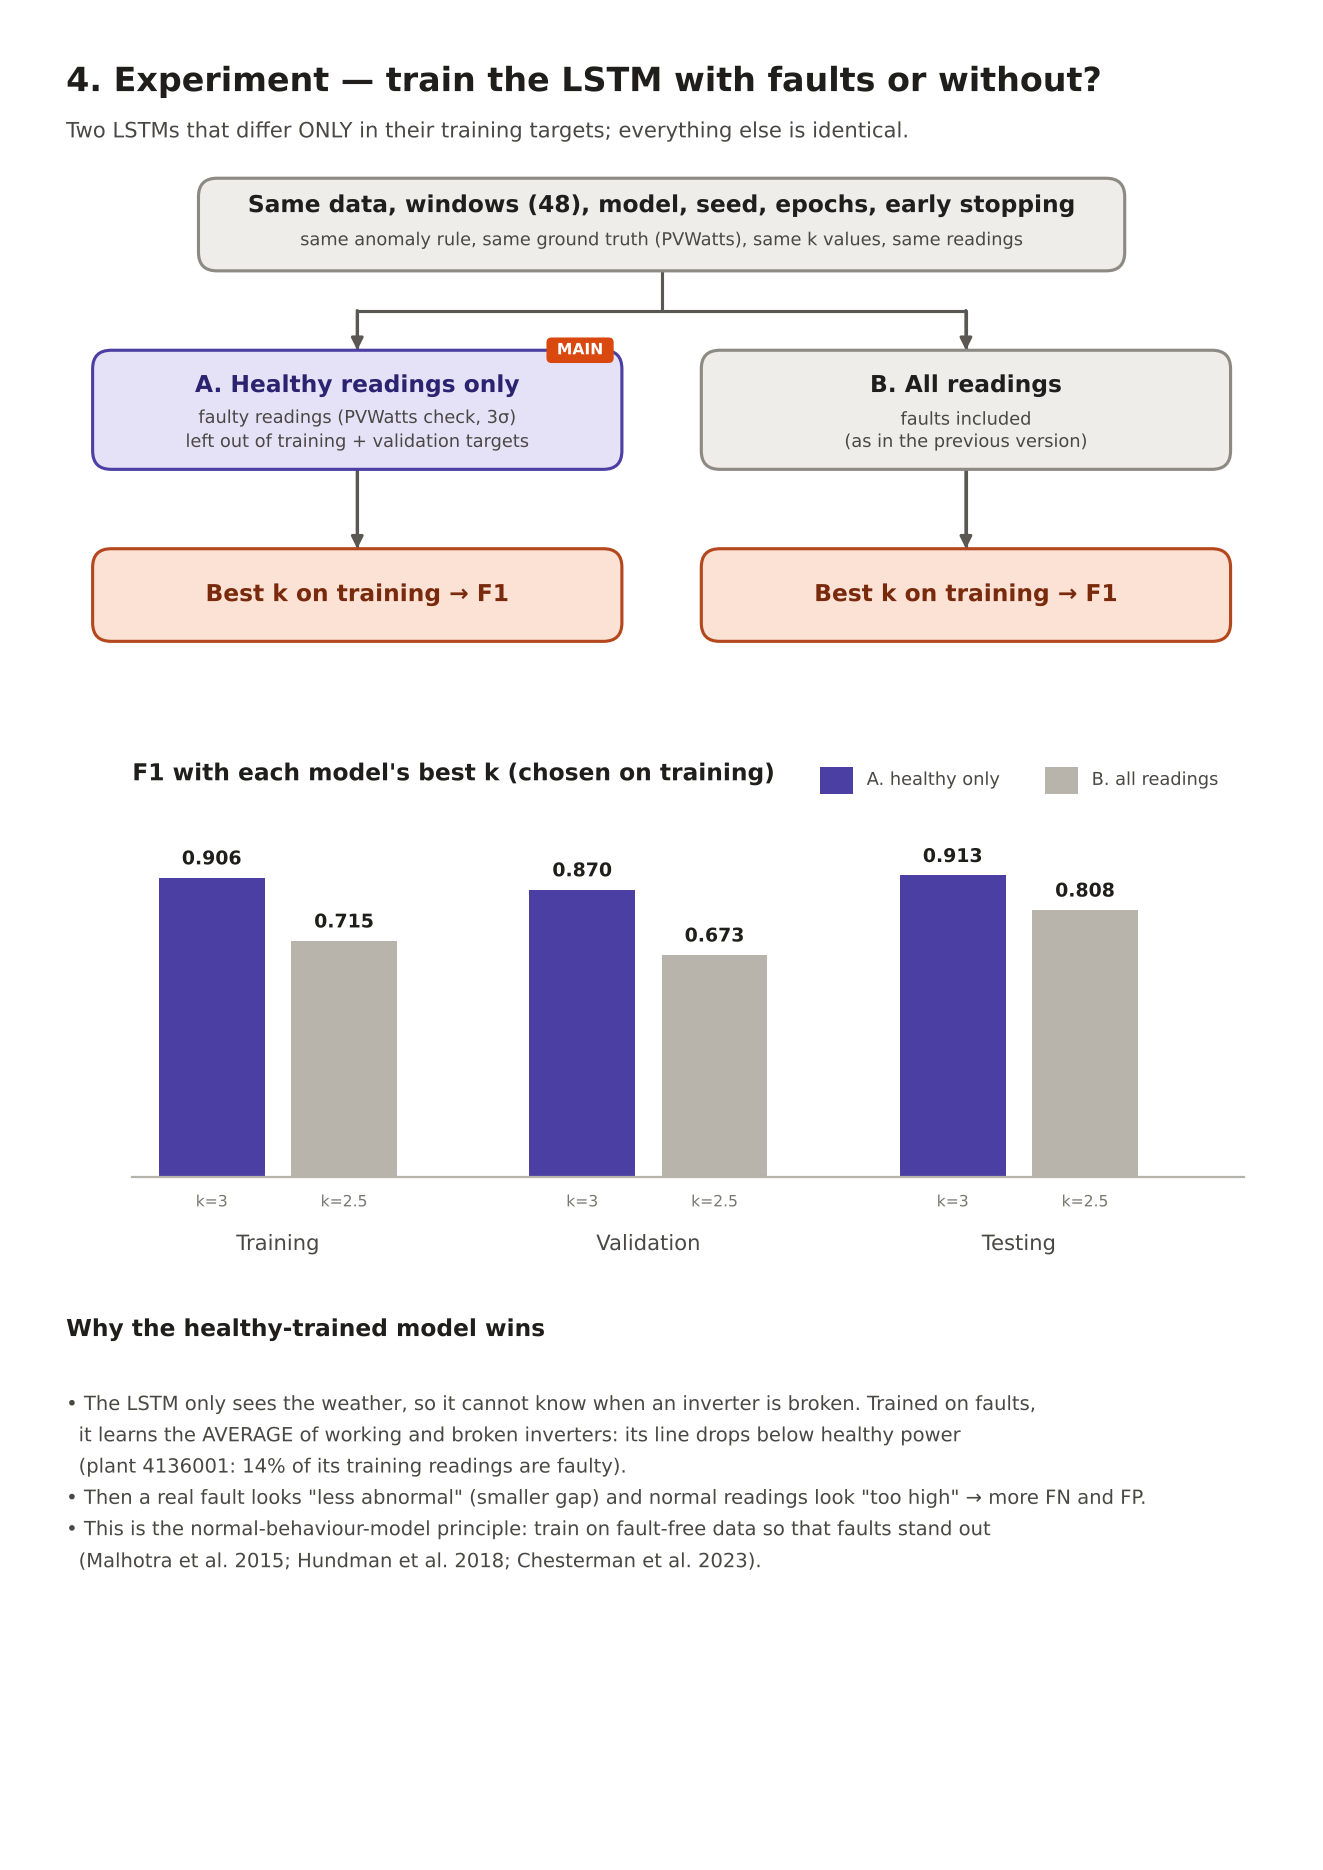 4. Experiment — train the LSTM with faults or without?
Two LSTMs that differ ONLY in their training targets; everything else is identical.
Same data, windows (48), model, seed, epochs, early stopping
same anomaly rule, same ground truth (PVWatts), same k values, same readings
MAIN
A. Healthy readings only
faulty readings (PVWatts check, 3σ)
left out of training + validation targets
B. All readings
faults included
(as in the previous version)
Best k on training → F1
Best k on training → F1
F1 with each model's best k (chosen on training)
A. healthy only
B. all readings
0.906
0.715
0.870
0.673
0.913
0.808
k=3
k=2.5
k=3
k=2.5
k=3
k=2.5
Training
Validation
Testing
Why the healthy-trained model wins
• The LSTM only sees the weather, so it cannot know when an inverter is broken. Trained on faults,
it learns the AVERAGE of working and broken inverters: its line drops below healthy power
(plant 4136001: 14% of its training readings are faulty).
• Then a real fault looks "less abnormal" (smaller gap) and normal readings look "too high" → more FN and FP.
• This is the normal-behaviour-model principle: train on fault-free data so that faults stand out
(Malhotra et al. 2015; Hundman et al. 2018; Chesterman et al. 2023).